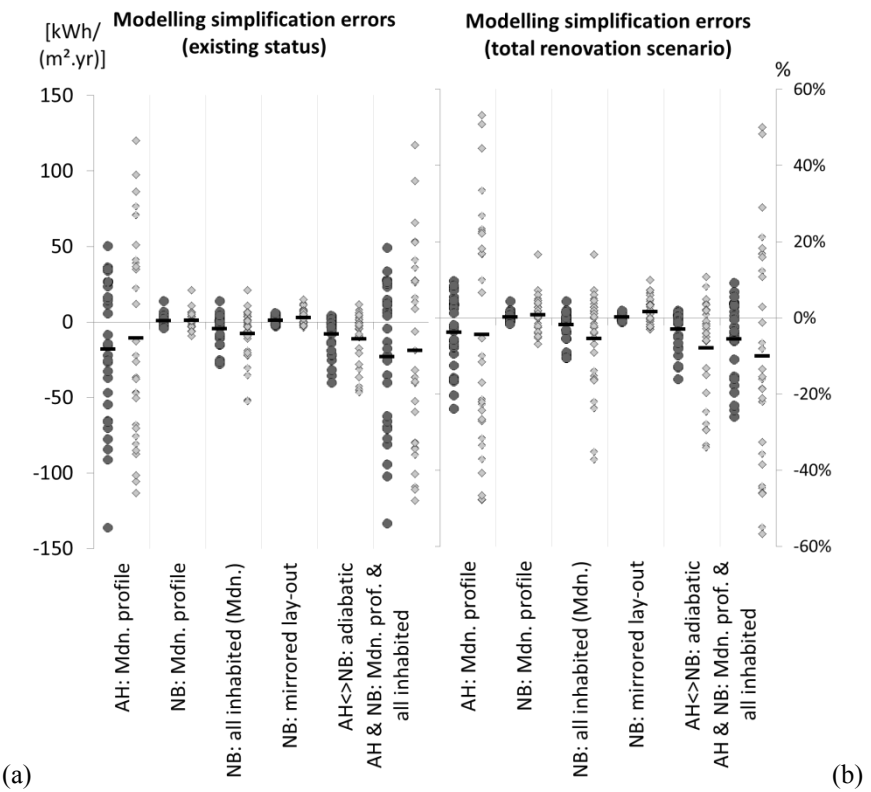 [kWh/
(m².yr)]
Modelling simplification errors
(existing status)
Modelling simplification errors
(total renovation scenario)
%
150
100
50
0
-50
-100
-150
60%
40%
20%
0%
-20%
-40%
-60%
AH: Mdn. profile
NB: Mdn. profile
NB: all inhabited (Mdn.)
NB: mirrored lay-out
AH<>NB: adiabatic
AH & NB: Mdn. prof. &
all inhabited
AH: Mdn. profile
NB: Mdn. profile
NB: all inhabited (Mdn.)
NB: mirrored lay-out
AH<>NB: adiabatic
AH & NB: Mdn. prof. &
all inhabited
(a)
(b)